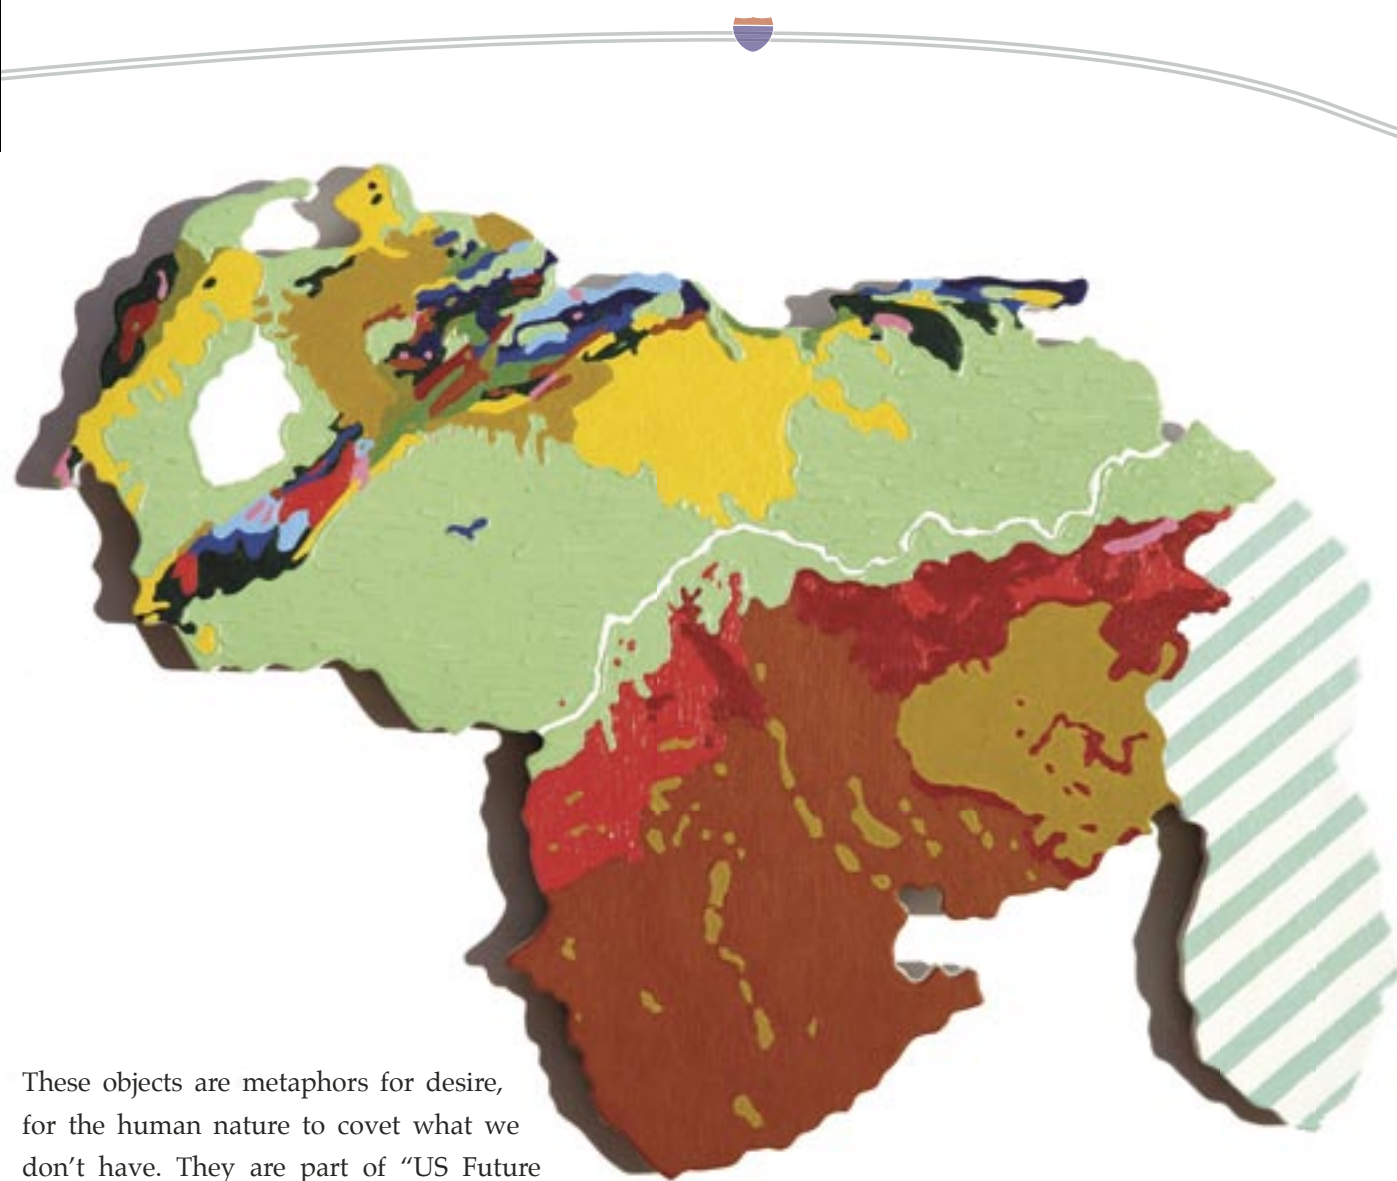 These objects are metaphors for desire,
for the human nature to covet what we
don’t have. They are part of “US Future